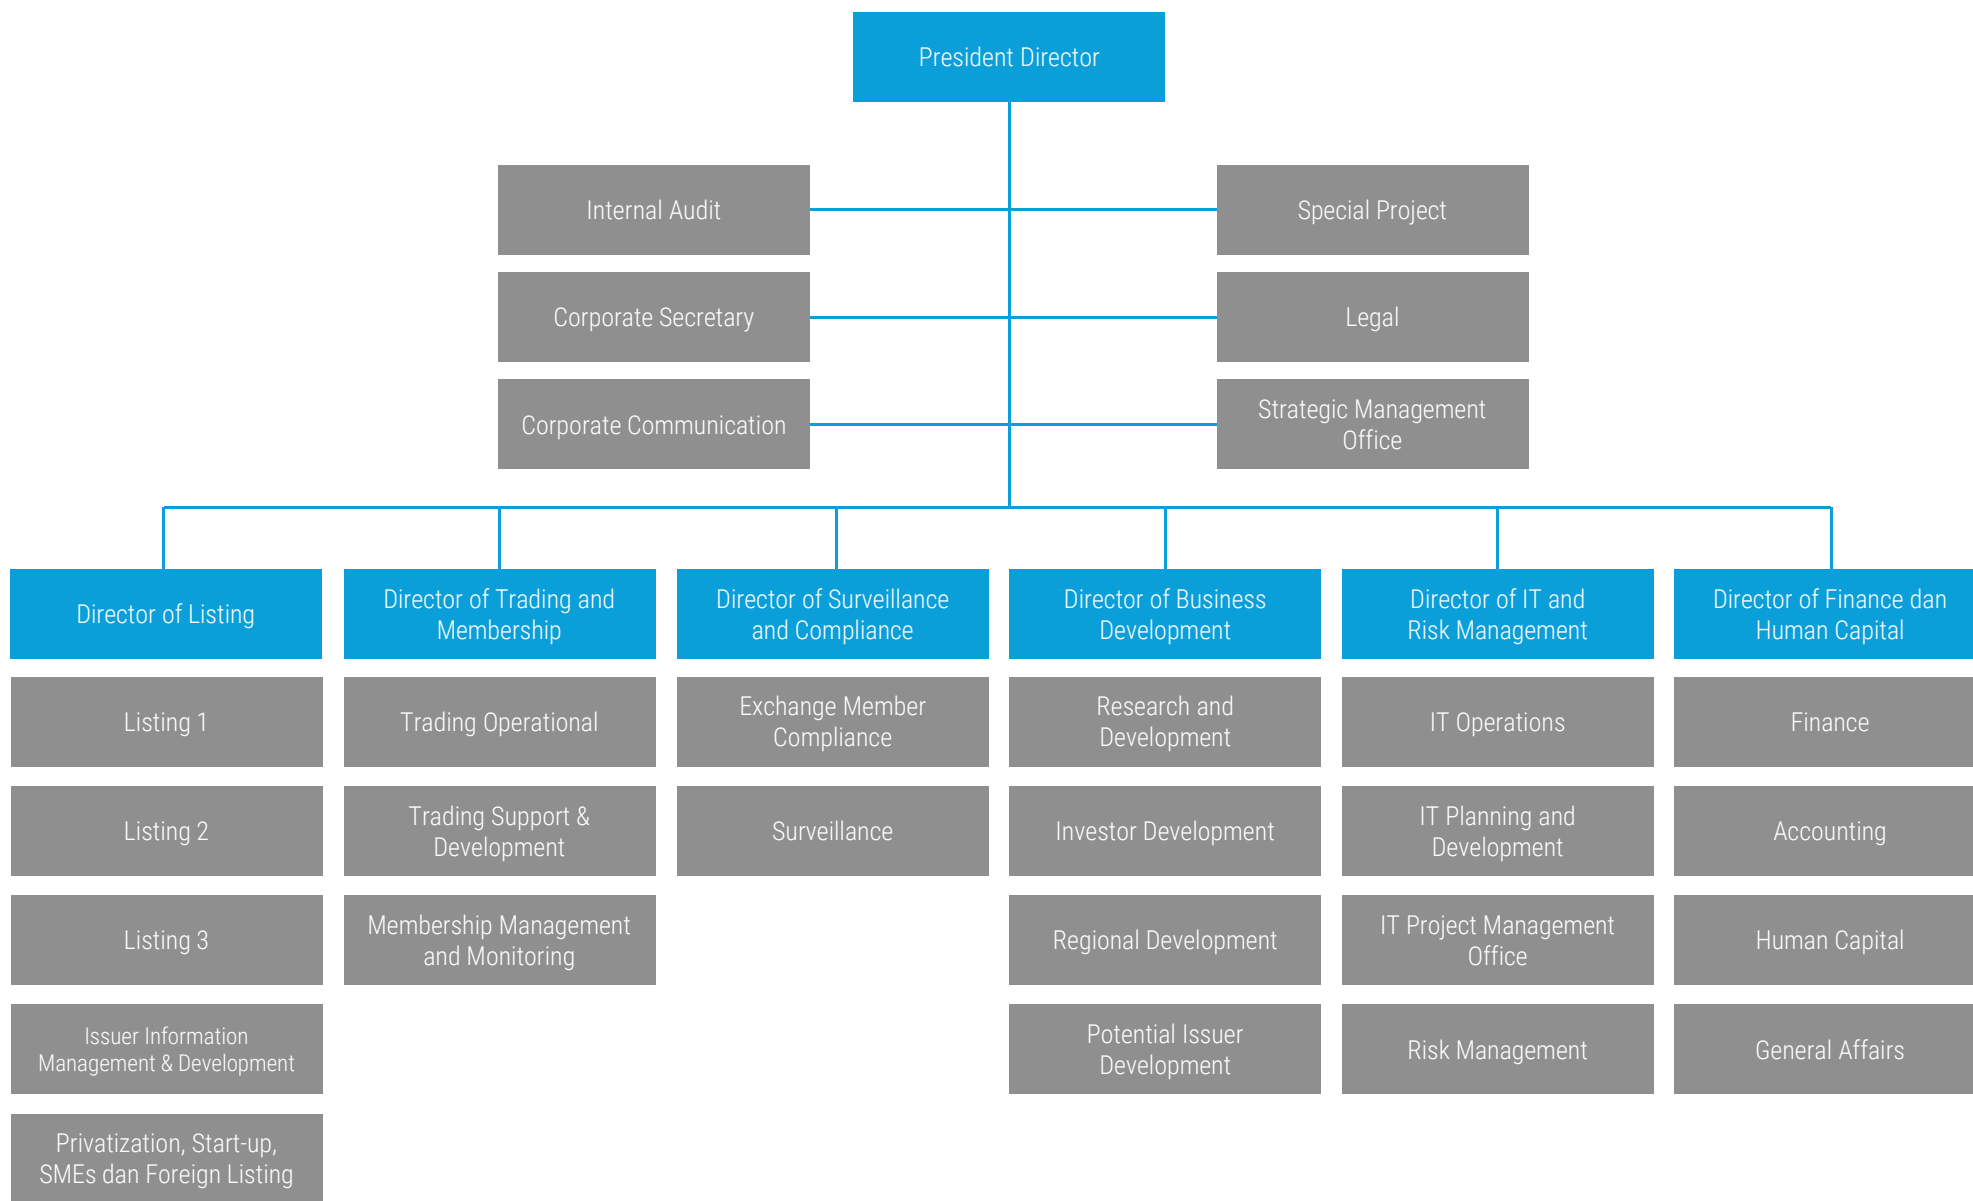 President Director
Internal Audit
Special Project
Corporate Secretary
Legal
Corporate Communication
Strategic Management
Office
Director of Listing
Director of Trading and
Membership
Director of Surveillance
and Compliance
Director of Business
Development
Director of IT and
Risk Management
Director of Finance dan
Human Capital
Listing 1
Trading Operational
Exchange Member
Compliance
Research and
Development
IT Operations
Finance
Listing 2
Trading Support &
Development
Surveillance
Investor Development
IT Planning and
Development
Accounting
Listing 3
Membership Management
and Monitoring
Regional Development
IT Project Management
Office
Human Capital
Issuer Information
Management & Development
Potential Issuer
Development
Risk Management
General Affairs
Privatization, Start-up,
SMEs dan Foreign Listing